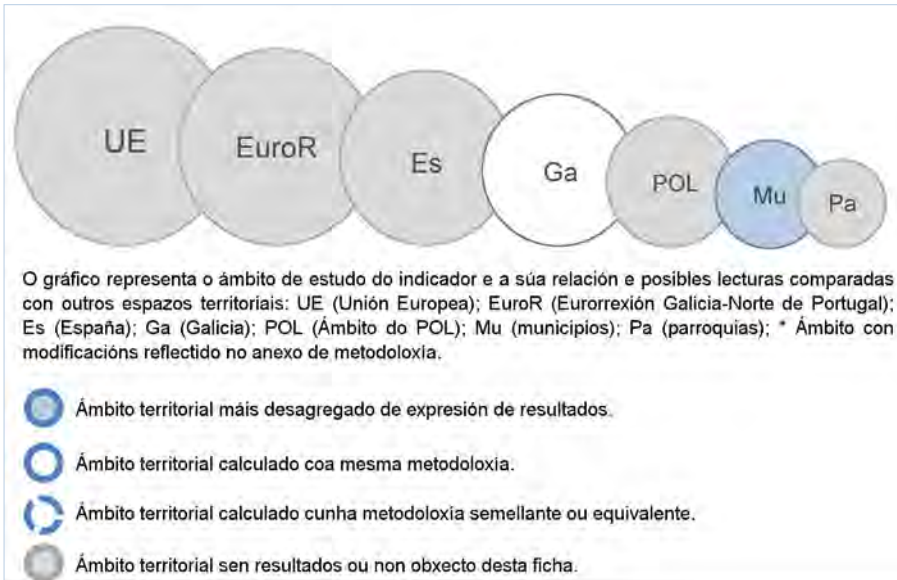 UE
EuroR
Es
Ga
POL
Mu
Pa
O gráfico representa o ámbito de estudo do indicador e a súa relación e posibles lecturas comparadas
con outros espazos territoriais: UE (Unión Europea); EuroR (Eurorrexión Galicia-Norte de Portugal);
Es (España); Ga (Galicia); POL (Ámbito do POL); Mu (municipios); Pa (parroquias); * Ámbito con
modificacións reflectido no anexo de metodoloxia.
Ámbito territorial máis desagregado de expresión de resultados.
Ámbito territorial calculado coa mesma metodoloxia.
Ámbito territorial calculado cunha metodoloxia semellante ou equivalente.
Ámbito territorial sen resultados ou non obxecto desta ficha.